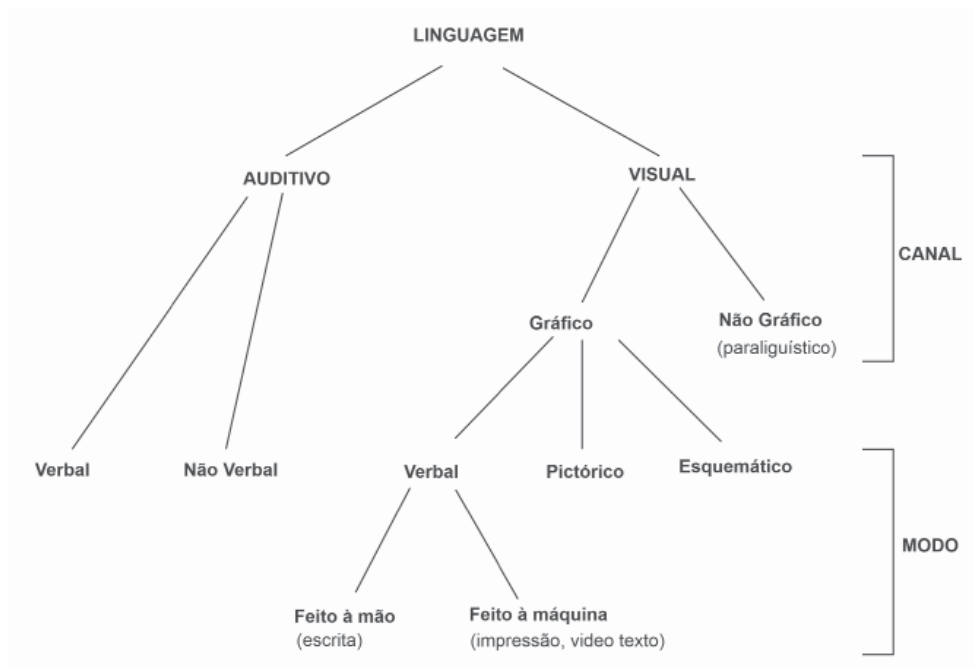 LINGUAGEM
AUDITIVO
VISUAL
CANAL
Gráfico
Não Gráfico
(paraliguístico)
Verbal
Não Verbal
Verbal
Pictórico
Esquemático
MODO
Feito à mão
(escrita)
Feito à máquina
(impressão, video texto)